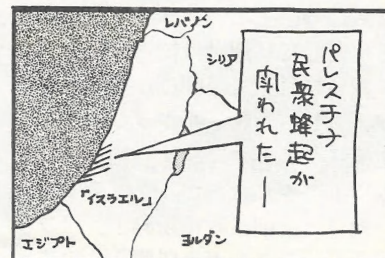 パレスチナ
民衆蜂起が
闘われた―
レバノン
シリア
「イスラエル」
エジプト
ヨルダン